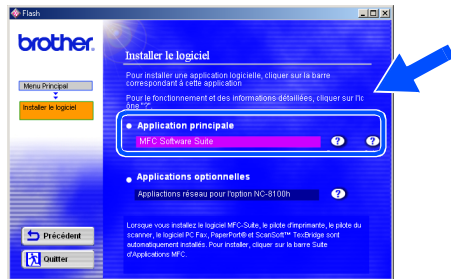 Flash
brother.
Installer le logiciel
Pour installer une application logicielle, cliquer sur la barre
correspondant à cette application
Pour le fonctionnement et des informations détaillées, cliquer sur l'ic
ône "?".
Menu Principal
Installer le logiciel
Application principale
MFC Software Suite ? ?
Applications optionnelles
Appliactions réseau pour l'option NC-8100h ?
Lorsque vous installez le logiciel MFC-Suite, le pilote d'imprimante, le pilote du
scanner, le logiciel PC Fax, PaperPort® et ScanSoft™ TextBridge sont
automatiquement installés. Pour installer, cliquer sur la barre Suite
d'Applications MFC.
Précédent
Quitter